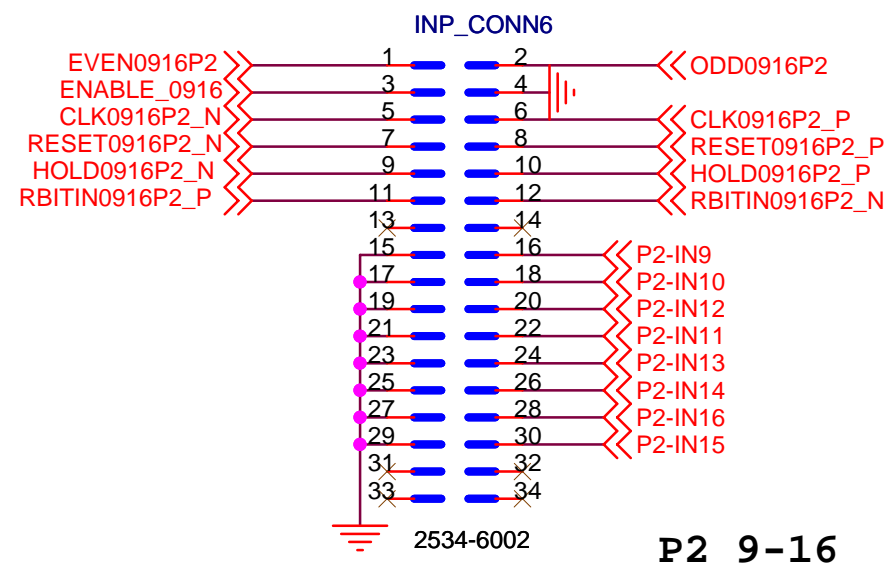 INP_CONN6
EVEN0916P2 1 2 ODD0916P2
ENABLE_0916 3 4
CLK0916P2_N 5 6 CLK0916P2_P
RESET0916P2_N 7 8 RESET0916P2_P
HOLD0916P2_N 9 10 HOLD0916P2_P
RBITIN0916P2_P 11 12 RBITIN0916P2_N
13 14
15 16 P2-IN9
17 18 P2-IN10
19 20 P2-IN12
21 22 P2-IN11
23 24 P2-IN13
25 26 P2-IN14
27 28 P2-IN16
29 30 P2-IN15
31 32
33 34
2534-6002
P2 9-16